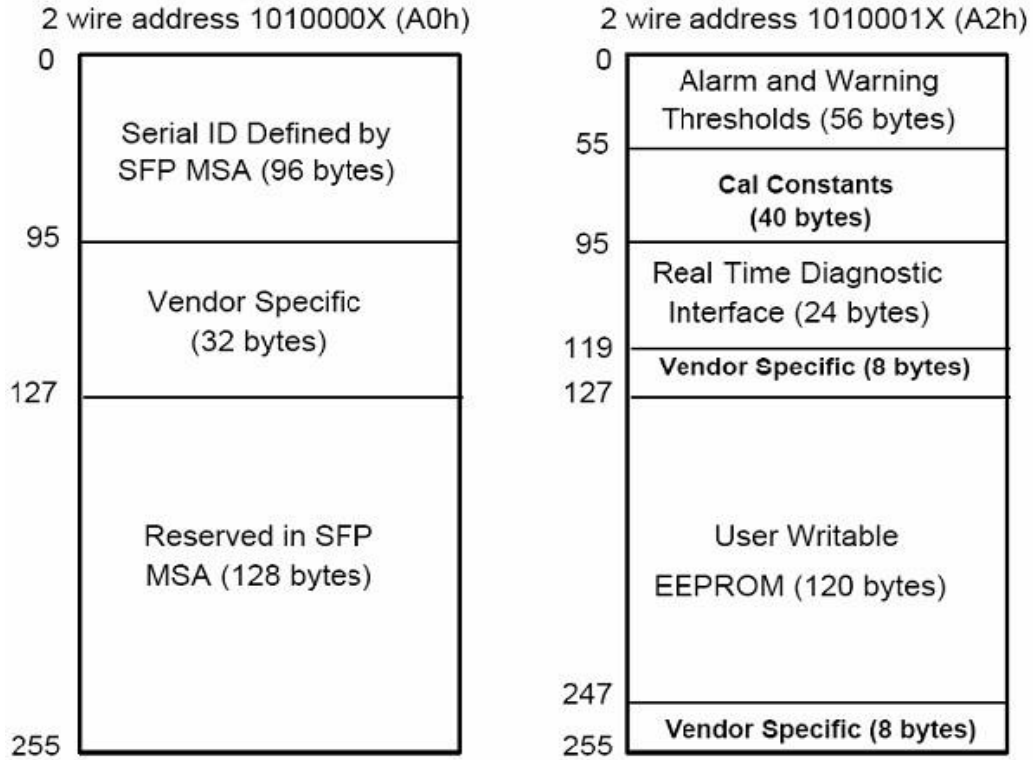 2 wire address 1010000X (A0h)
0
Serial ID Defined by
SFP MSA (96 bytes)
95
Vendor Specific
(32 bytes)
127
Reserved in SFP
MSA (128 bytes)
255
2 wire address 1010001X (A2h)
0
Alarm and Warning
Thresholds (56 bytes)
55
Cal Constants
(40 bytes)
95
Real Time Diagnostic
Interface (24 bytes)
119
Vendor Specific (8 bytes)
127
User Writable
EEPROM (120 bytes)
247
Vendor Specific (8 bytes)
255